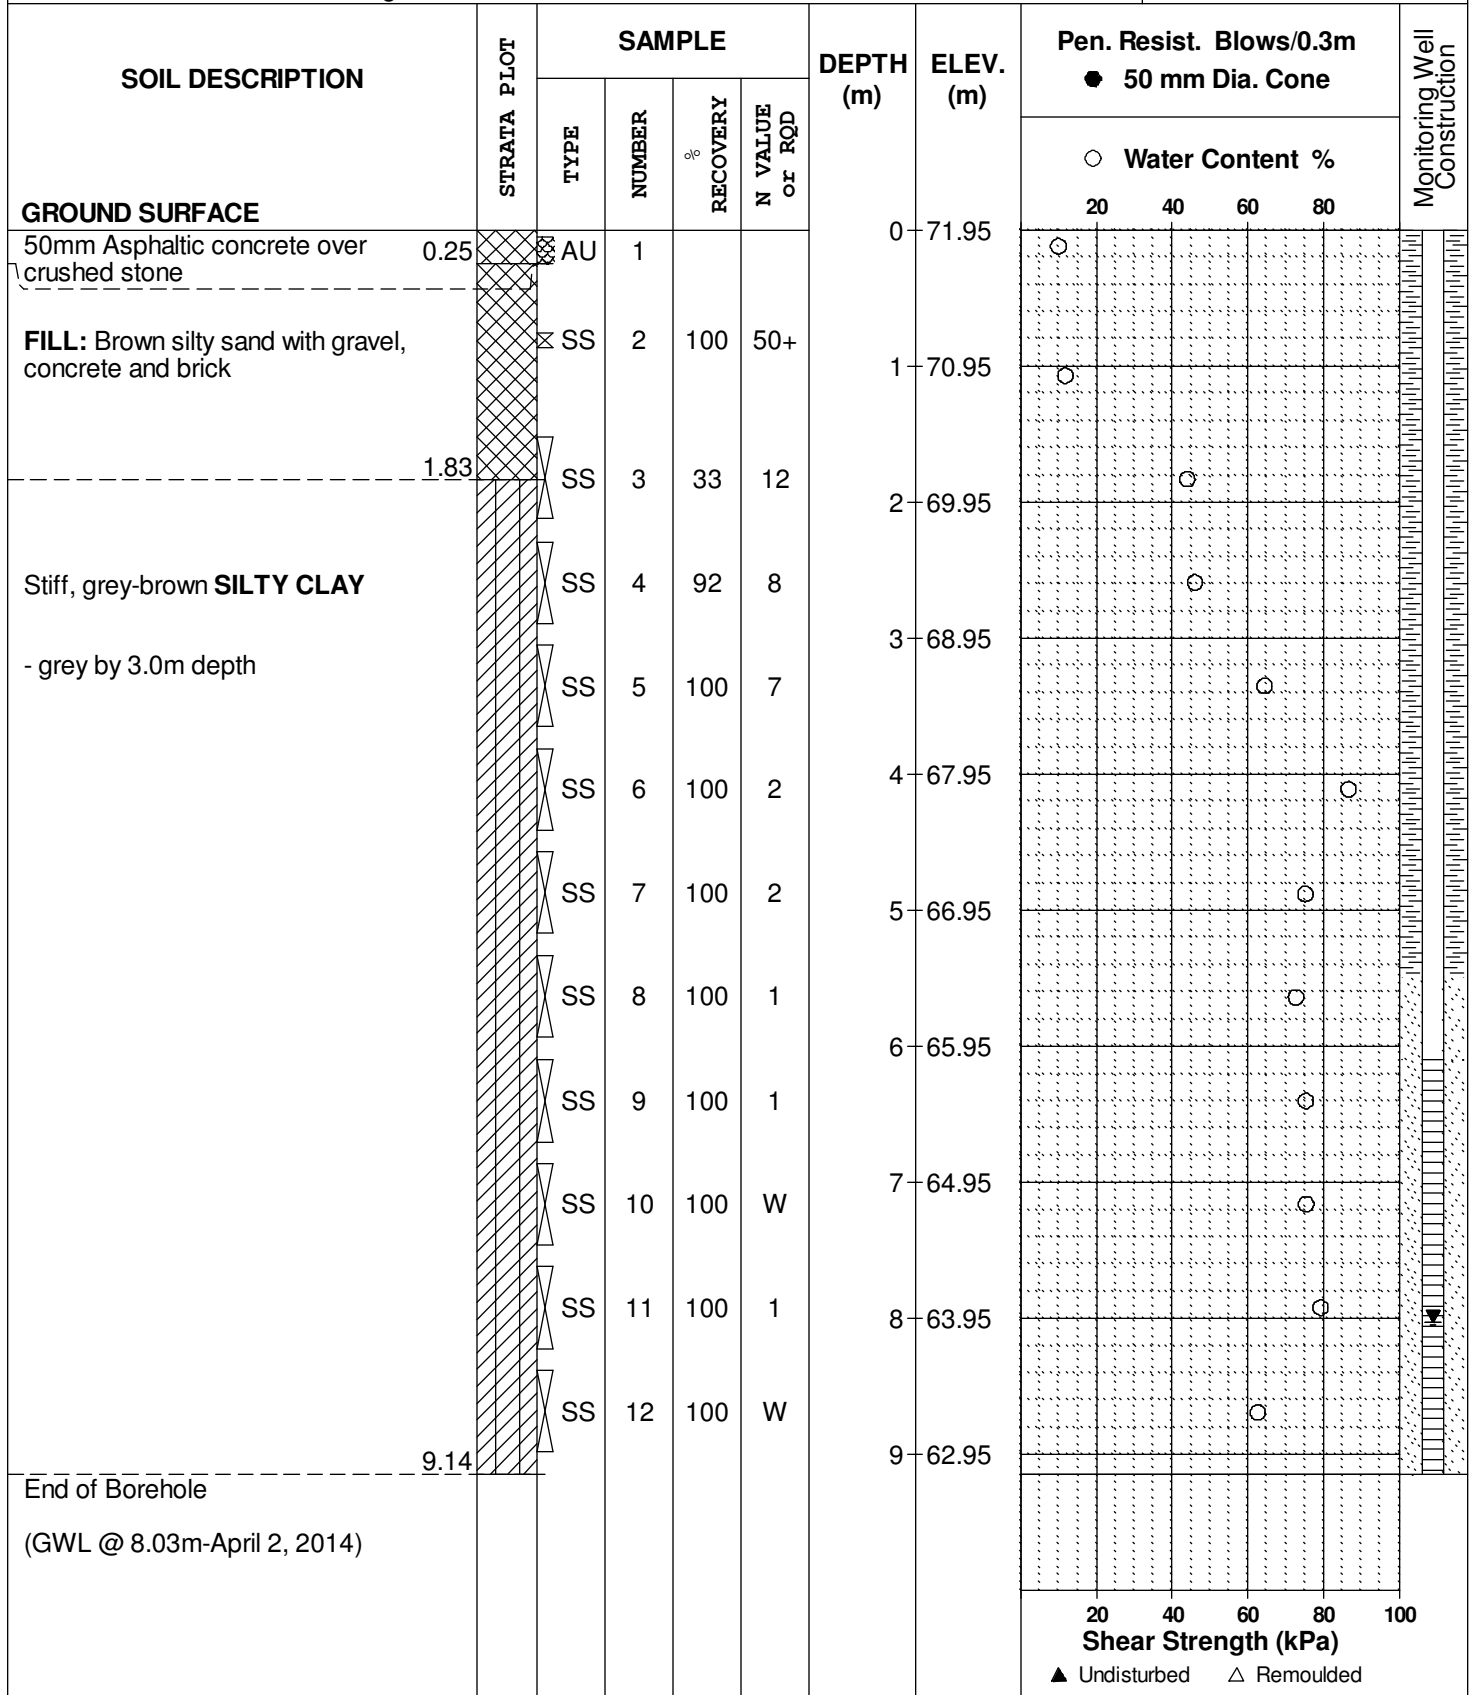 SOIL DESCRIPTION
STRATA PLOT
SAMPLE
TYPE
NUMBER
% RECOVERY
N VALUE or RQD
DEPTH (m)
ELEV. (m)
Pen. Resist. Blows/0.3m
● 50 mm Dia. Cone
○ Water Content %
20 40 60 80
Monitoring Well Construction
GROUND SURFACE
0 71.95
50mm Asphaltic concrete over
crushed stone
0.25
AU 1
FILL: Brown silty sand with gravel,
concrete and brick
SS 2 100 50+
1 70.95
1.83
SS 3 33 12
2 69.95
Stiff, grey-brown SILTY CLAY
SS 4 92 8
3 68.95
- grey by 3.0m depth
SS 5 100 7
4 67.95
SS 6 100 2
SS 7 100 2
5 66.95
SS 8 100 1
6 65.95
SS 9 100 1
7 64.95
SS 10 100 W
SS 11 100 1
8 63.95
SS 12 100 W
9 62.95
9.14
End of Borehole
(GWL @ 8.03m-April 2, 2014)
20 40 60 80 100
Shear Strength (kPa)
▲ Undisturbed △ Remoulded